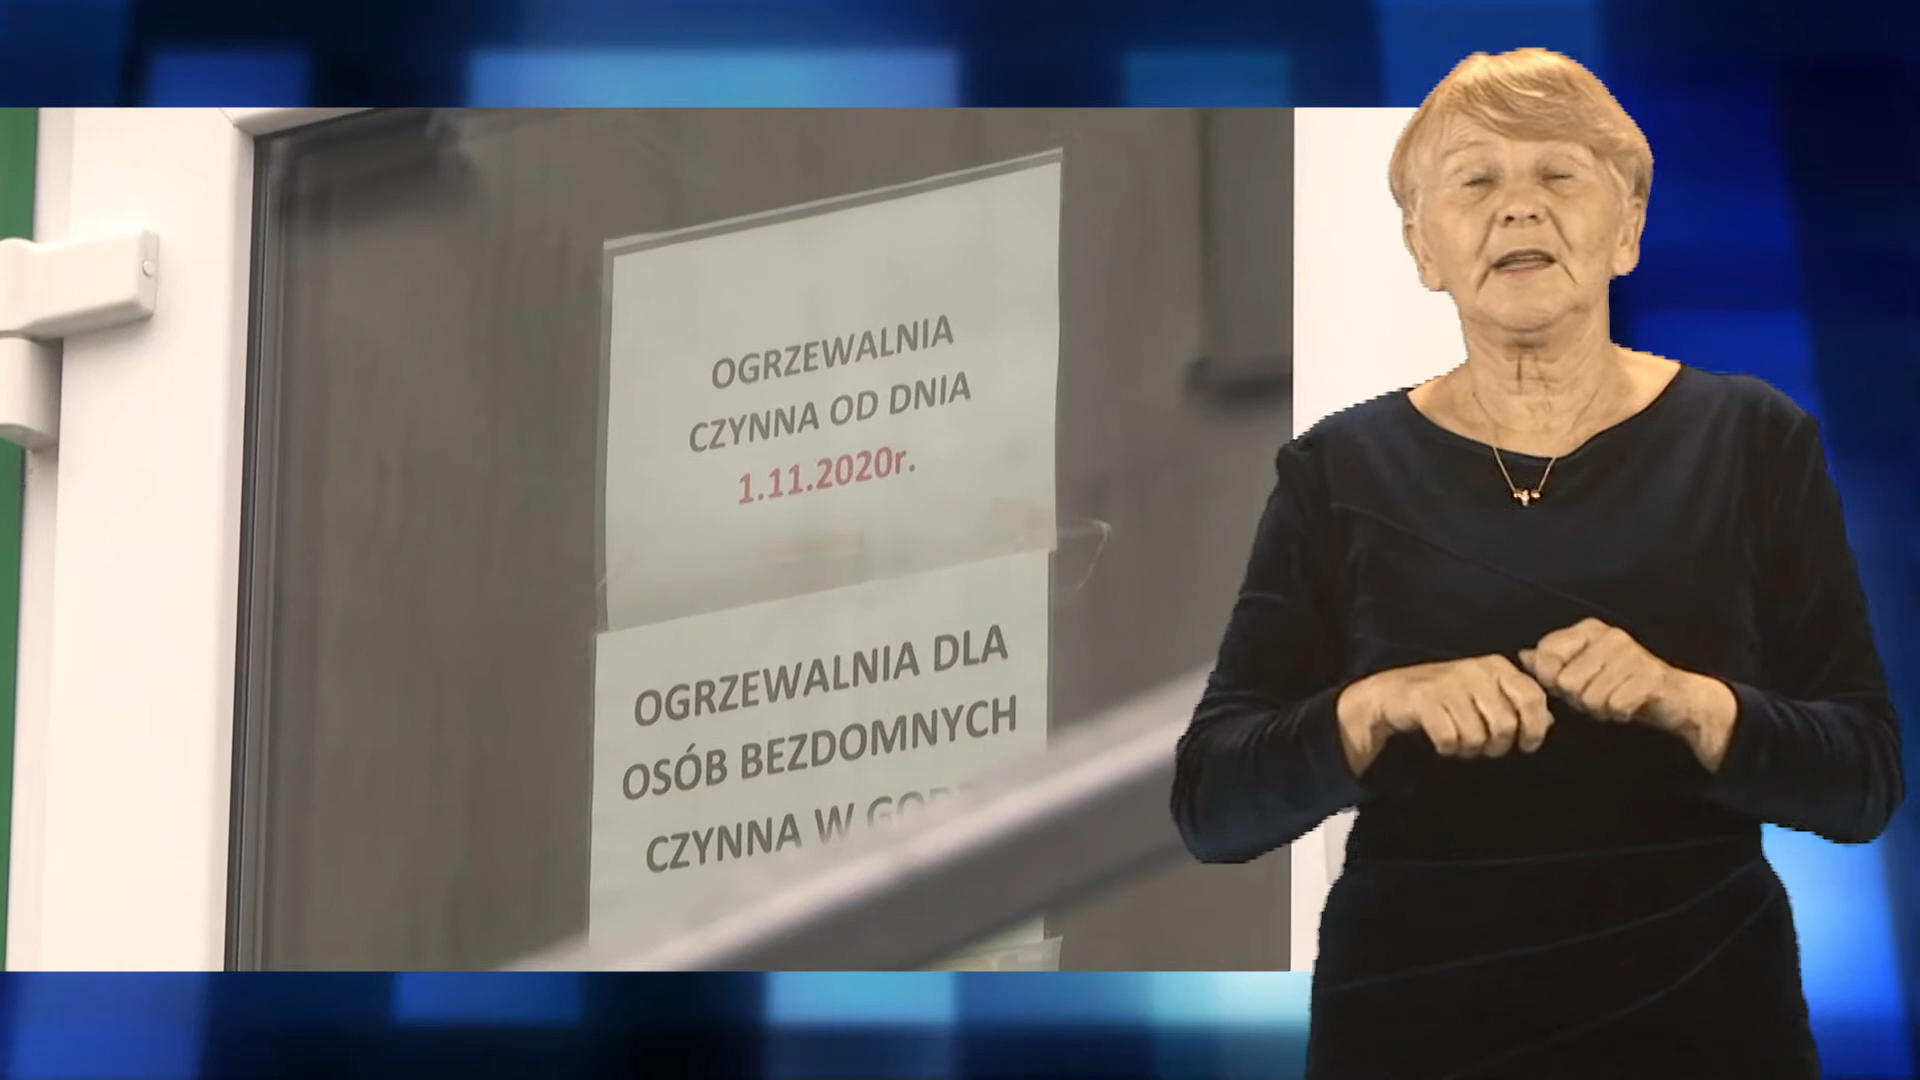 OGRZEWALNIA
CZYNNA OD DNIA
1.11.2020r.
OGRZEWALNIA DLA
OSÓB BEZDOMNYCH
CZYNNA W